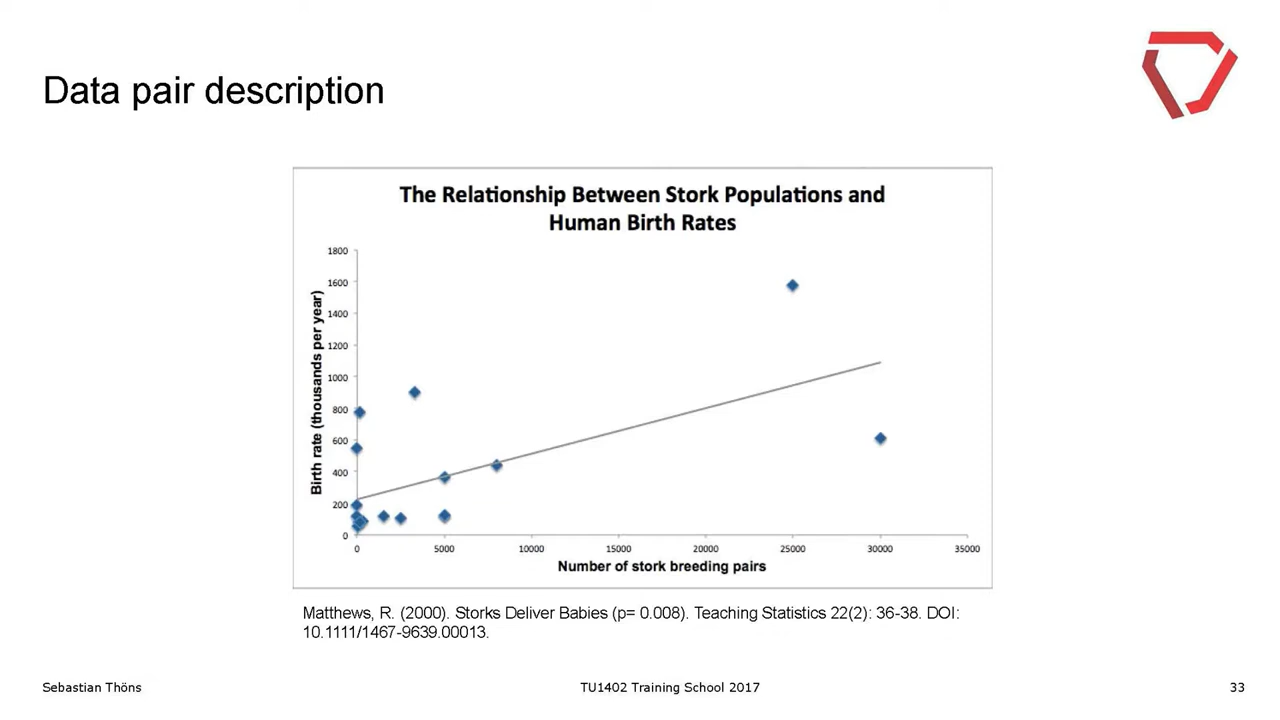 Data pair description
The Relationship Between Stork Populations and
Human Birth Rates
Birth rate (thousands per year)
1800
1600
1400
1200
1000
800
600
400
200
0
0 5000 10000 15000 20000 25000 30000 35000
Number of stork breeding pairs
Matthews, R. (2000). Storks Deliver Babies (p= 0.008). Teaching Statistics 22(2): 36-38. DOI:
10.1111/1467-9639.00013.
Sebastian Thöns TU1402 Training School 2017 33